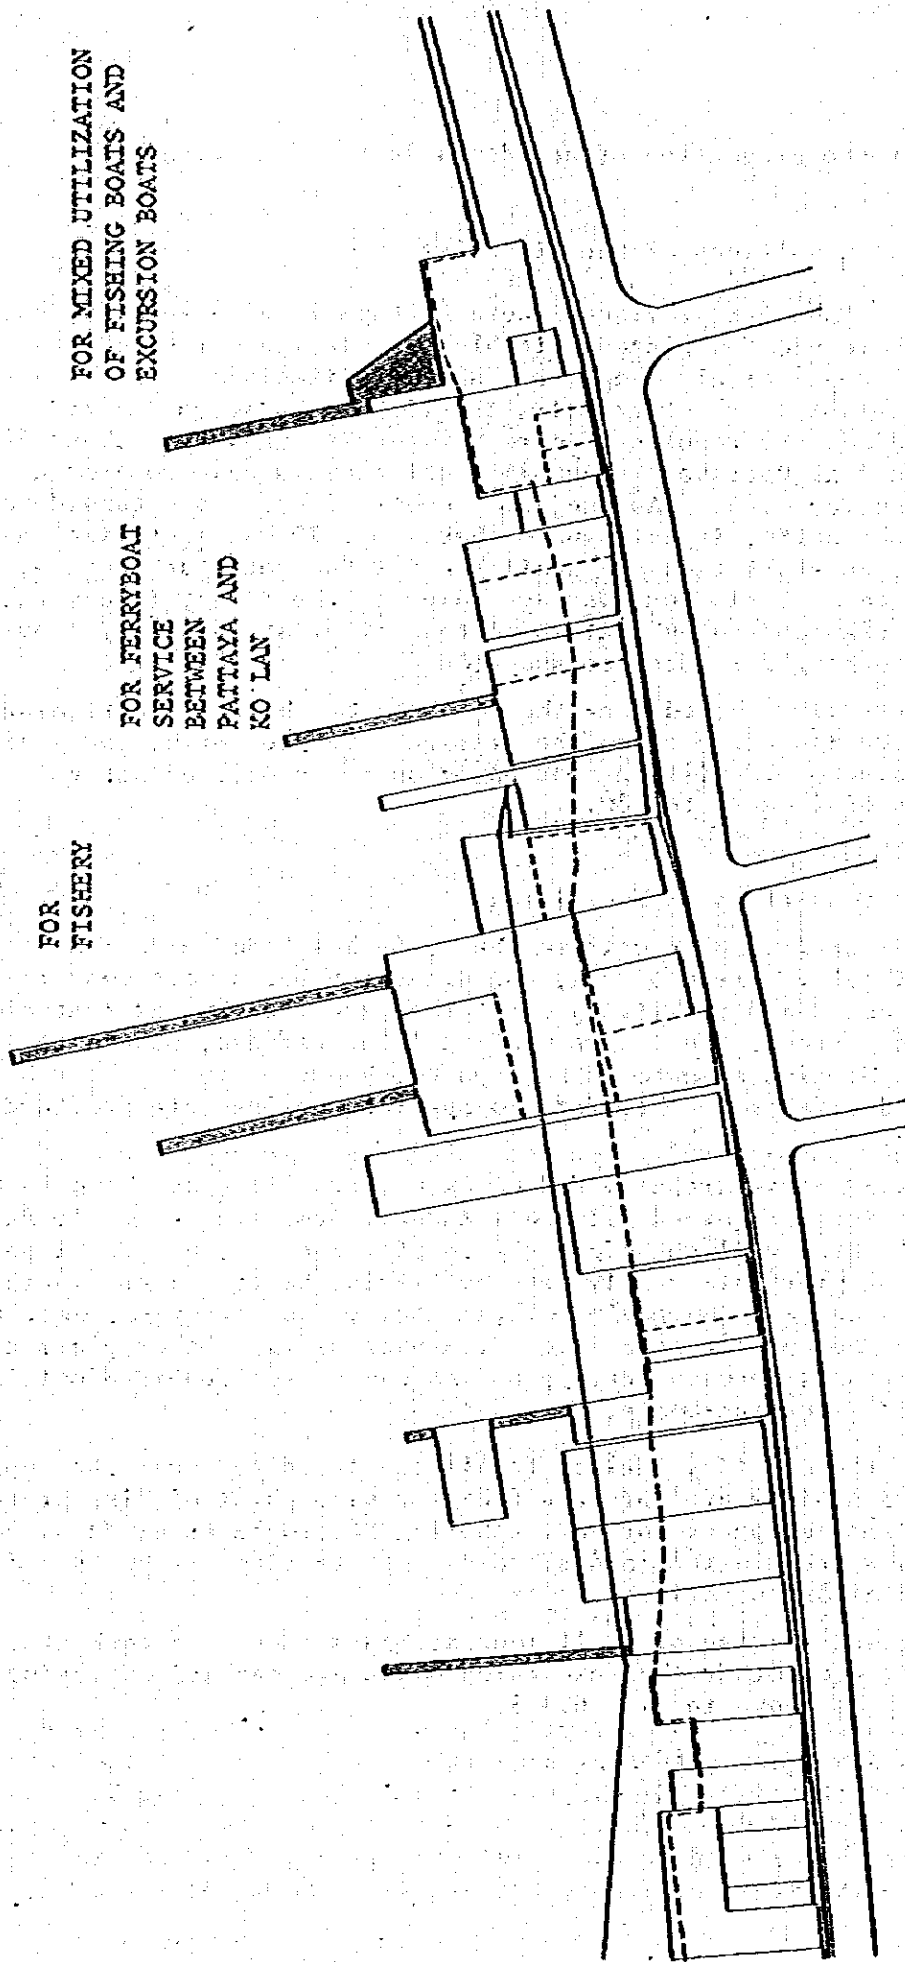 FOR MIXED UTILIZATION
OF FISHING BOATS AND
EXCURSION BOATS
FOR FERRYBOAT
SERVICE
BETWEEN
PATTAYA AND
KO LAN
FOR
FISHERY